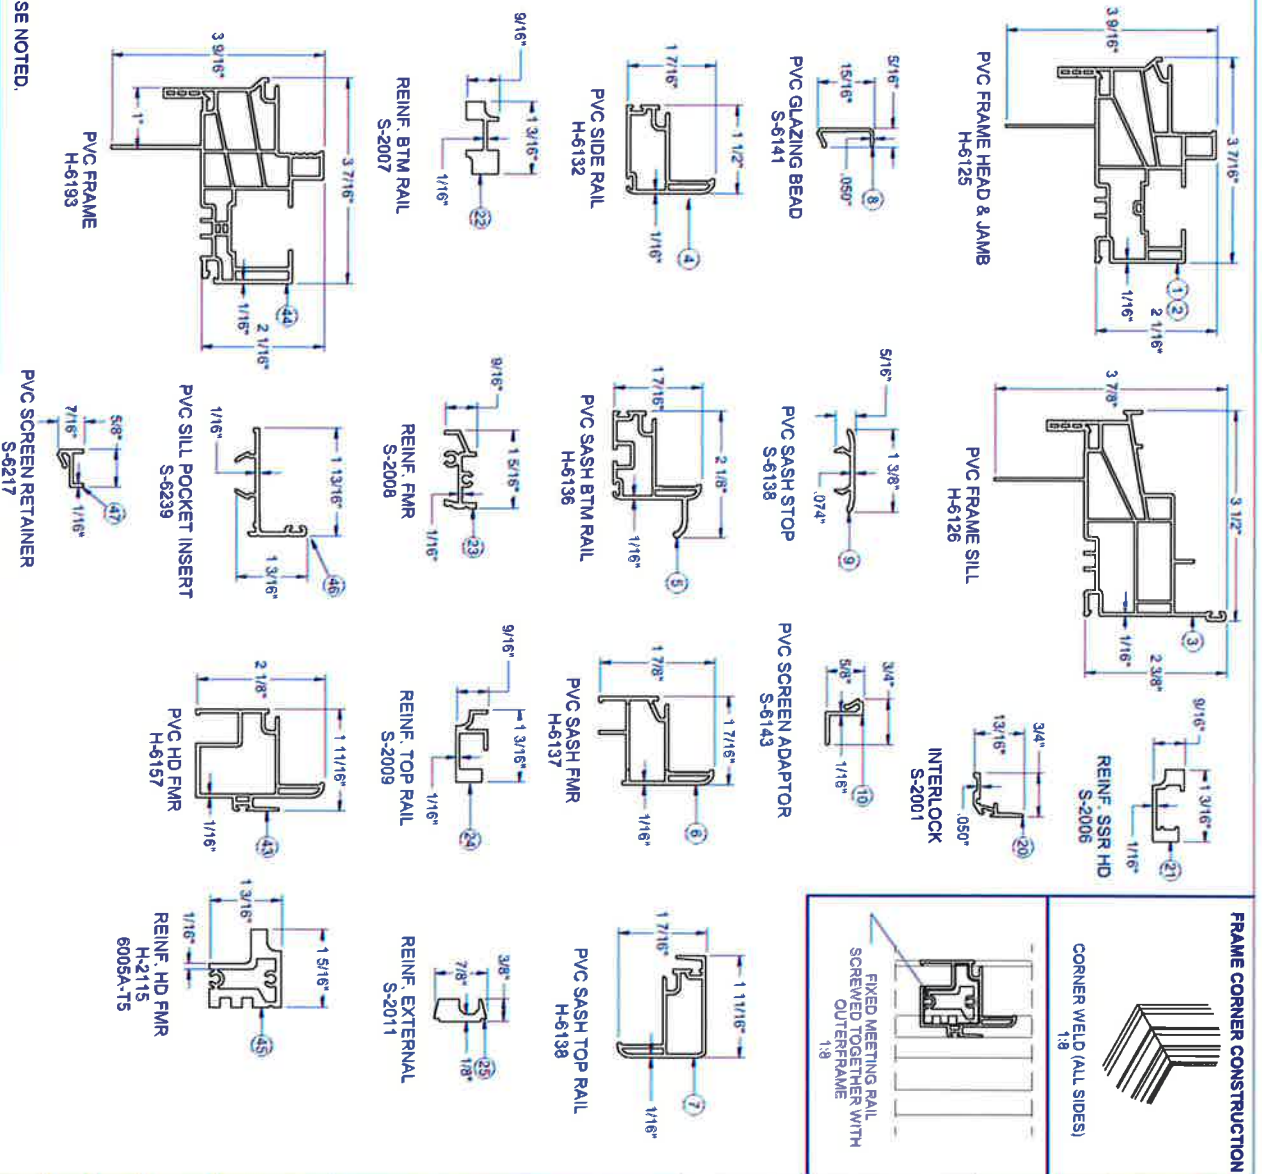 FRAME CORNER CONSTRUCTION
CORNER WELD (ALL SIDES)
1:8
FIXED MEETING RAIL
SCREWED TOGETHER WITH
OUTERFRAME
1:8
3 7/16"
3 9/16"
2 1/16"
1/16"
1
2
PVC FRAME HEAD & JAMB
H-6125
3 1/2"
3 7/8"
2 3/8"
1/16"
3
PVC FRAME SILL
H-6126
1 3/16"
9/16"
1/16"
21
REINF. SSR HD
S-2006
3/4"
13/16"
.050"
20
INTERLOCK
S-2001
5/16"
15/16"
.050"
8
PVC GLAZING BEAD
S-6141
5/16"
1 3/8"
.074"
9
PVC SASH STOP
S-6138
3/4"
5/8"
1/16"
10
PVC SCREEN ADAPTOR
S-6143
1 1/2"
1 7/16"
1/16"
4
PVC SIDE RAIL
H-6132
2 1/8"
1 7/16"
1/16"
5
PVC SASH BTM RAIL
H-6136
1 7/16"
1 7/8"
1/16"
6
PVC SASH FMR
H-6137
1 11/16"
1 7/16"
1/16"
7
PVC SASH TOP RAIL
H-6138
9/16"
1 3/16"
1/16"
22
REINF. BTM RAIL
S-2007
9/16"
1 5/16"
1/16"
23
REINF. FMR
S-2008
9/16"
1 3/16"
1/16"
24
REINF. TOP RAIL
S-2009
3/8"
7/8"
1/8"
25
REINF. EXTERNAL
S-2011
3 7/16"
3 9/16"
1"
2 1/16"
1/16"
44
PVC FRAME
H-6193
1 13/16"
1 3/16"
1/16"
46
PVC SILL POCKET INSERT
S-6239
1 11/16"
2 1/8"
1/16"
43
PVC HD FMR
H-6157
1 5/16"
1 3/16"
1/16"
45
REINF. HD FMR
H-2115
6005A-T5
5/8"
7/16"
1/16"
47
PVC SCREEN RETAINER
S-6217
SE NOTED.